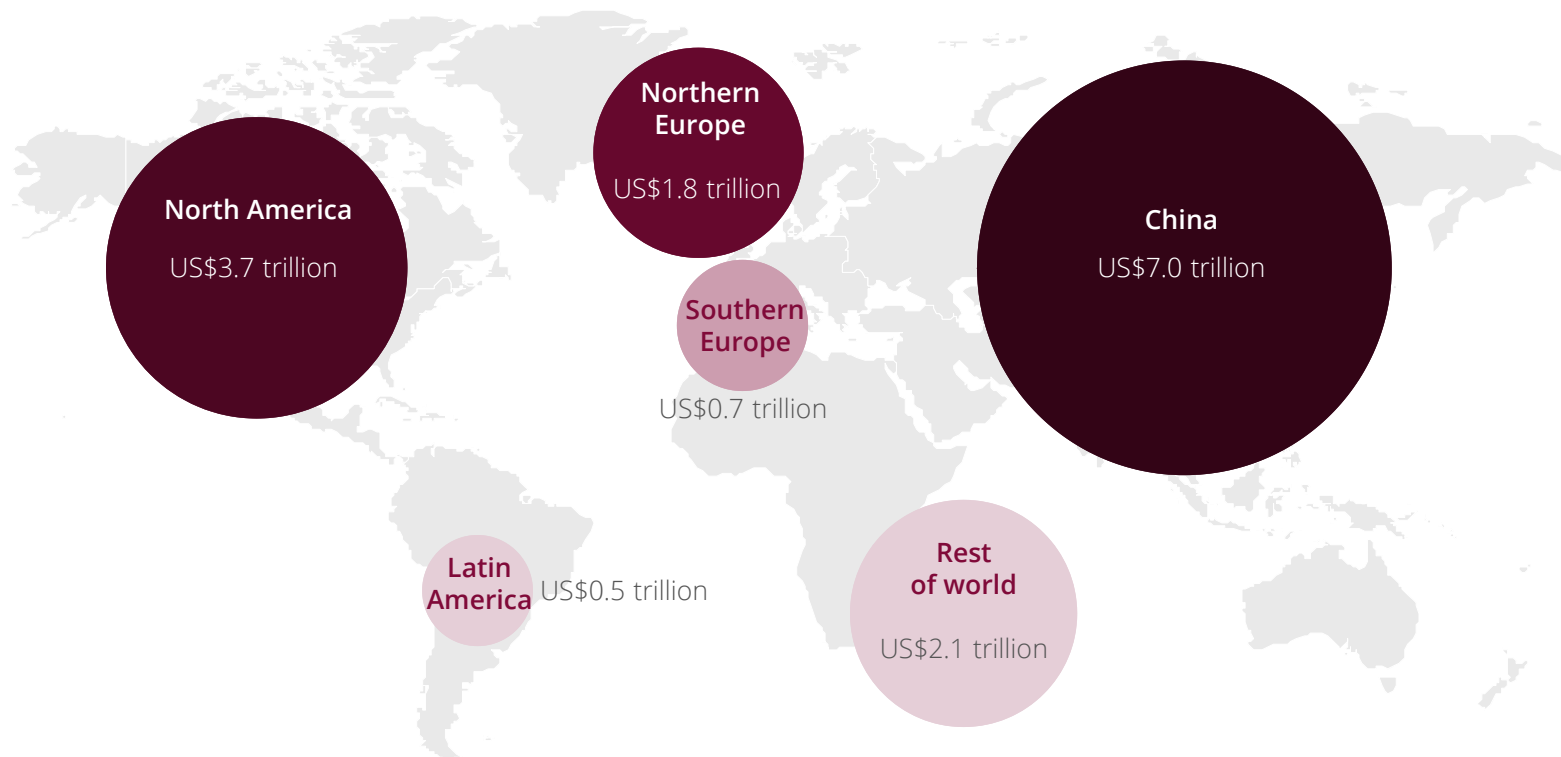 Northern
Europe
US$1.8 trillion
North America
US$3.7 trillion
China
US$7.0 trillion
Southern
Europe
US$0.7 trillion
Latin
America
US$0.5 trillion
Rest
of world
US$2.1 trillion